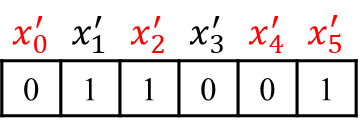 x′₀ x′₁ x′₂ x′₃ x′₄ x′₅
0 1 1 0 0 1